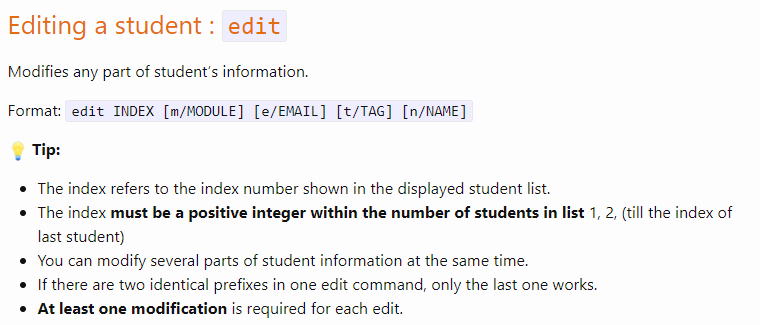 Editing a student : edit
Modifies any part of student's information.
Format: edit INDEX [m/MODULE] [e/EMAIL] [t/TAG] [n/NAME]
💡 Tip:
• The index refers to the index number shown in the displayed student list.
• The index must be a positive integer within the number of students in list 1, 2, (till the index of
last student)
• You can modify several parts of student information at the same time.
• If there are two identical prefixes in one edit command, only the last one works.
• At least one modification is required for each edit.